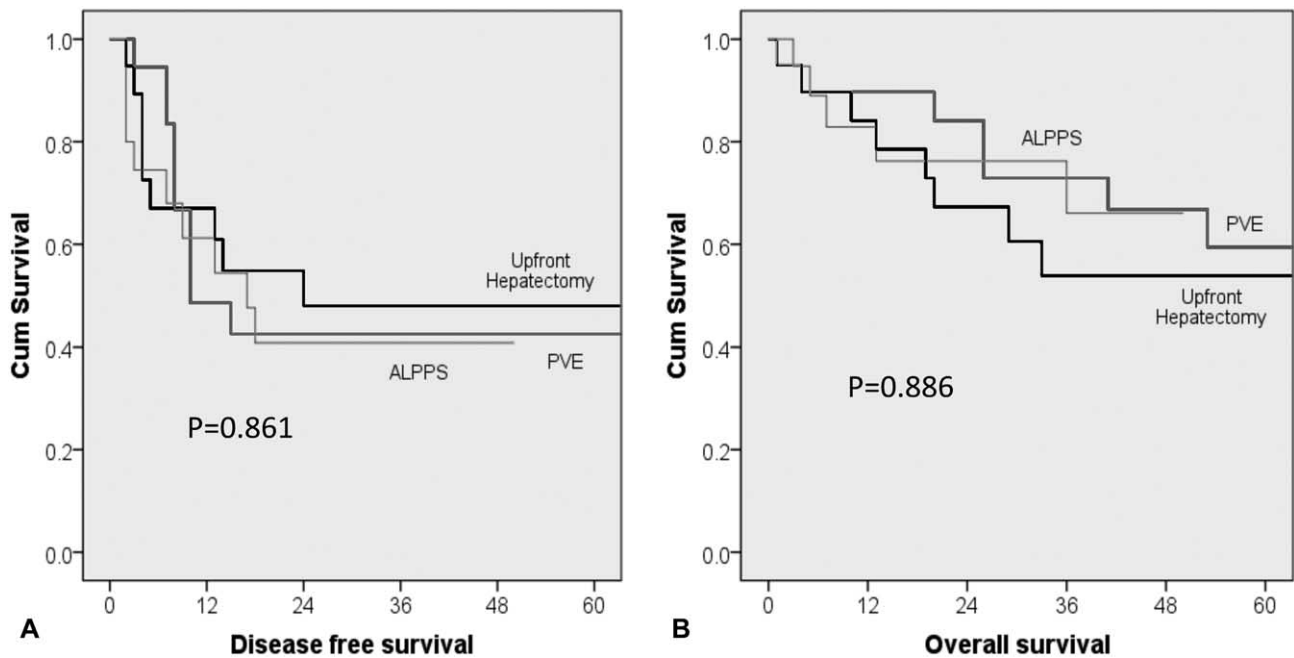 Cum Survival
1.0
0.8
0.6
0.4
0.2
0.0
Upfront
Hepatectomy
PVE
ALPPS
P=0.861
0 12 24 36 48 60
A
Disease free survival
Cum Survival
1.0
0.8
0.6
0.4
0.2
0.0
ALPPS
PVE
Upfront
Hepatectomy
P=0.886
0 12 24 36 48 60
B
Overall survival